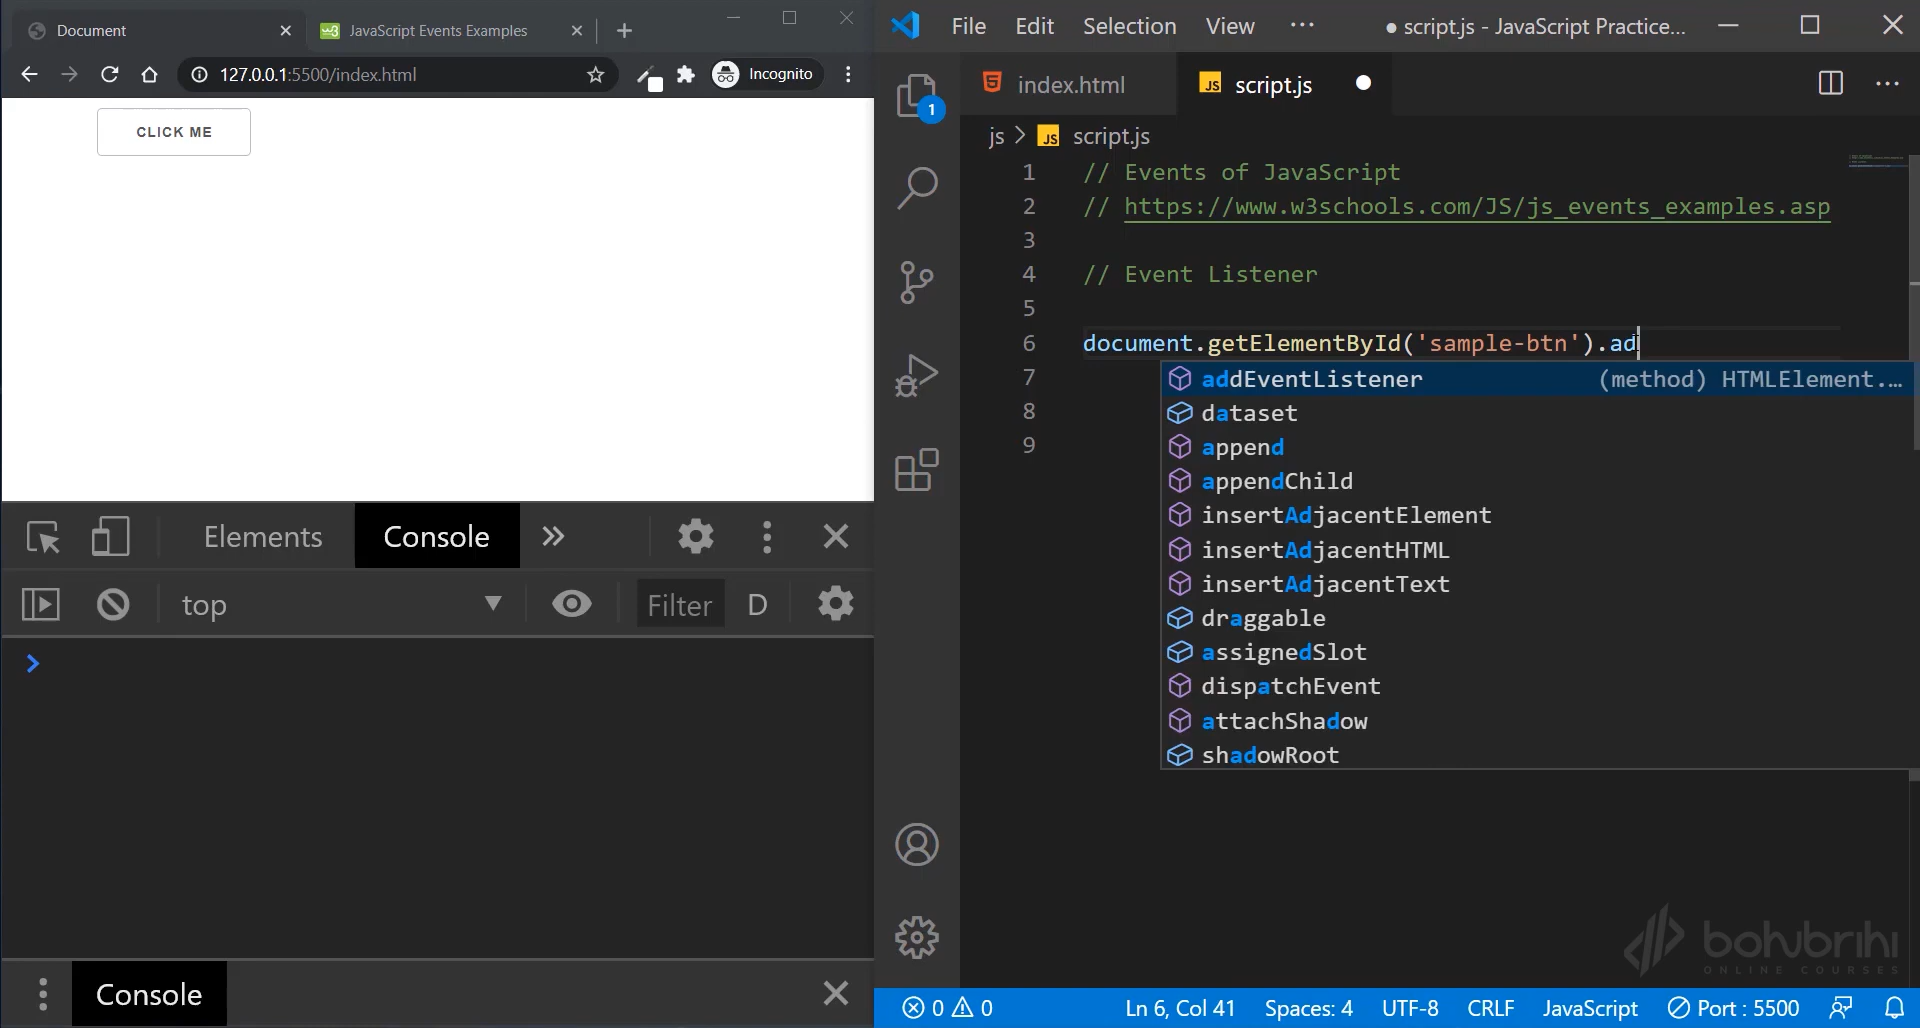 Document
JavaScript Events Examples
127.0.0.1:5500/index.html
Incognito
CLICK ME
Elements
Console
top
Filter
D
Console
File Edit Selection View ···
● script.js - JavaScript Practice...
1
index.html
JS script.js
js > JS script.js
1 // Events of JavaScript
2 // https://www.w3schools.com/JS/js_events_examples.asp
3
4 // Event Listener
5
6 document.getElementById('sample-btn').ad
7
8
9
addEventListener (method) HTMLElement.…
dataset
append
appendChild
insertAdjacentElement
insertAdjacentHTML
insertAdjacentText
draggable
assignedSlot
dispatchEvent
attachShadow
shadowRoot
bohubrihi
ONLINE COURSES
0 0 Ln 6, Col 41 Spaces: 4 UTF-8 CRLF JavaScript Port : 5500